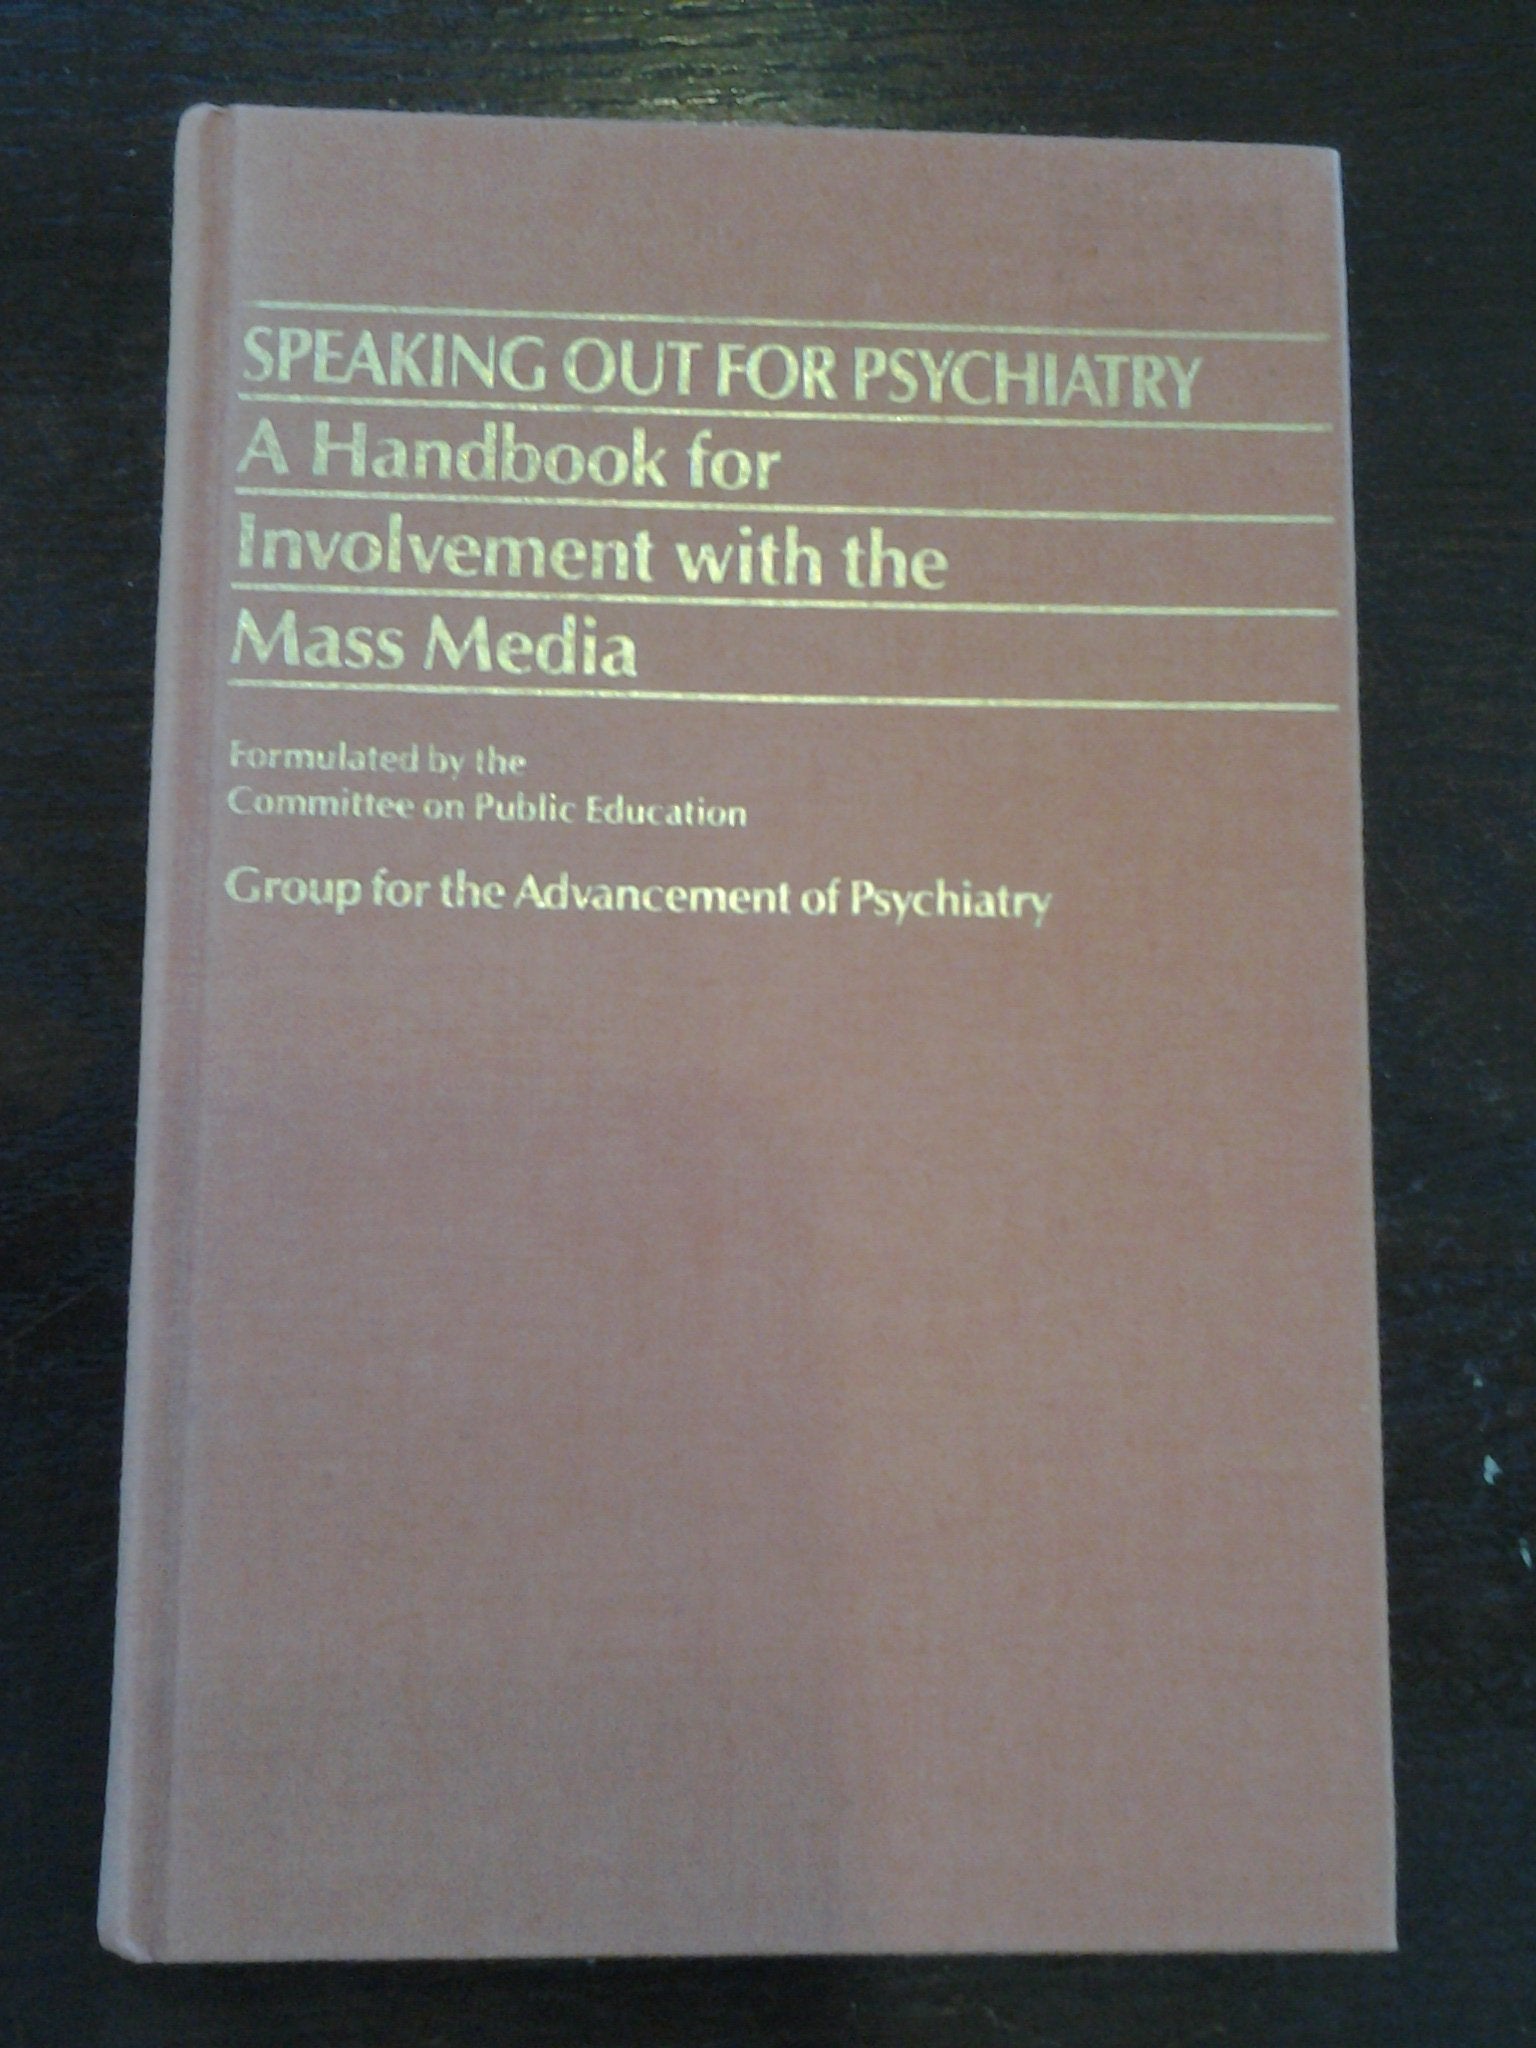 SPEAKING OUT FOR PSYCHIATRY
A Handbook for
Involvement with the
Mass Media
Formulated by the
Committee on Public Education
Group for the Advancement of Psychiatry